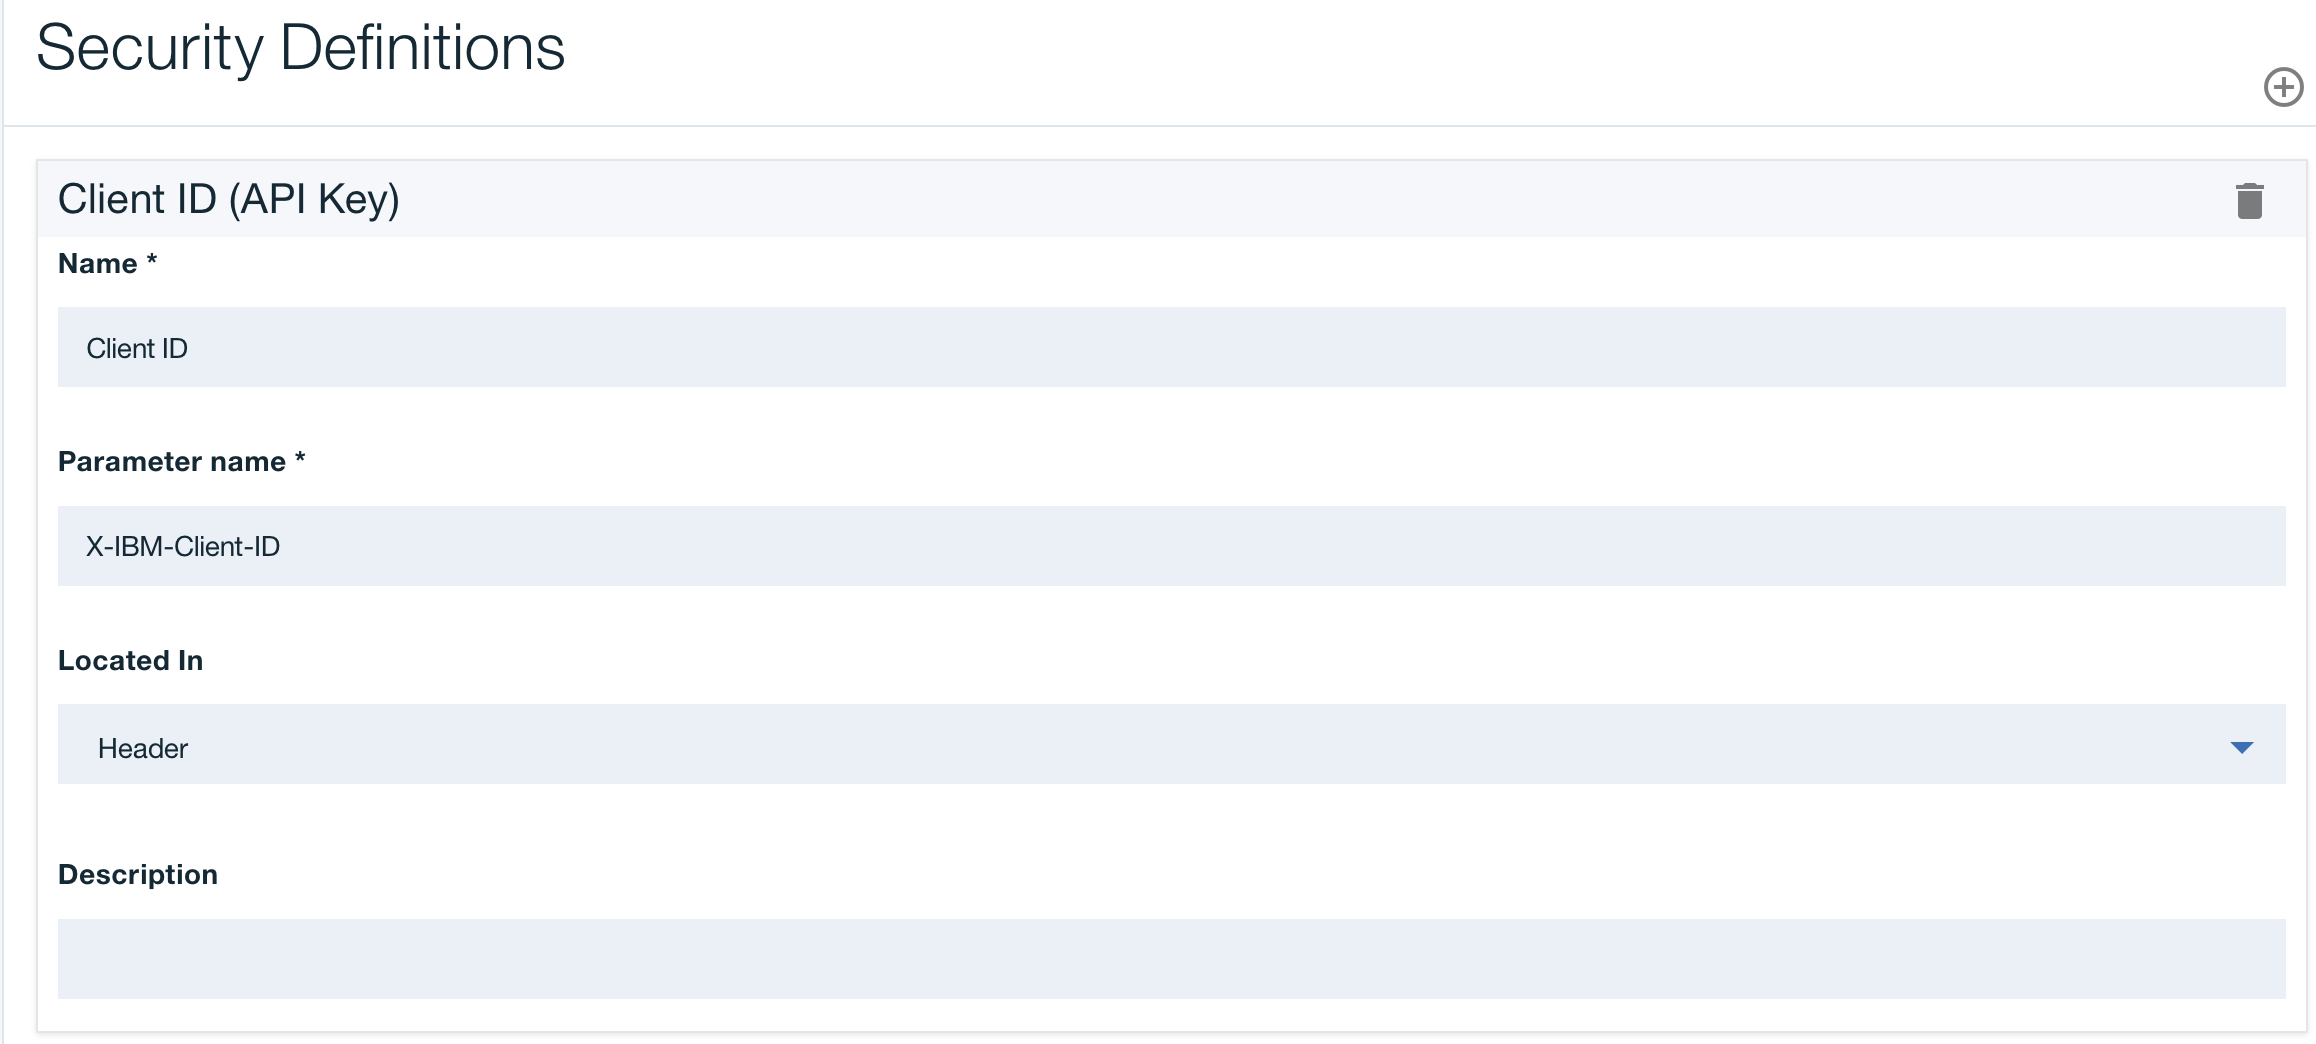 Security Definitions
Client ID (API Key)
Name *
Client ID
Parameter name *
X-IBM-Client-ID
Located In
Header
Description